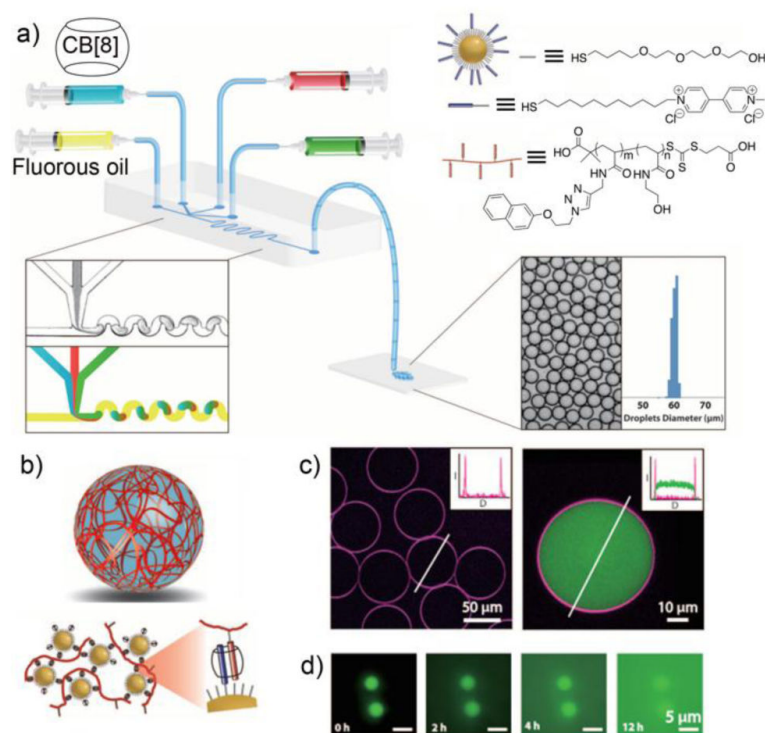 a)
CB[8]
Fluorous oil
HS O O O OH
HS N+ N+
Cl− Cl−
HO O m n S S OH
HN O S O
HN O
N=N
N
O
OH
50 60 70
Droplets Diameter (µm)
b)
c)
I
D
50 µm
I
D
10 µm
d)
0 h
2 h
4 h
12 h
5 µm